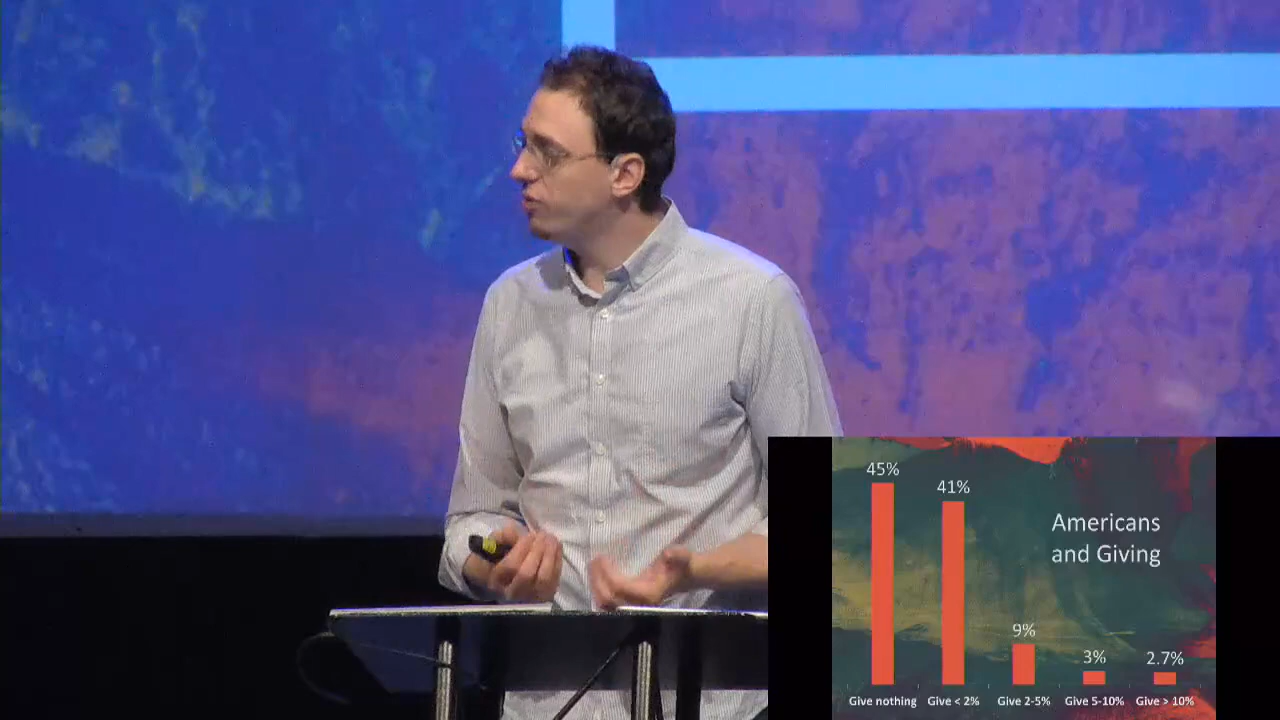 45%
41%
Americans
and Giving
9%
3%
2.7%
Give nothing
Give < 2%
Give 2-5%
Give 5-10%
Give > 10%